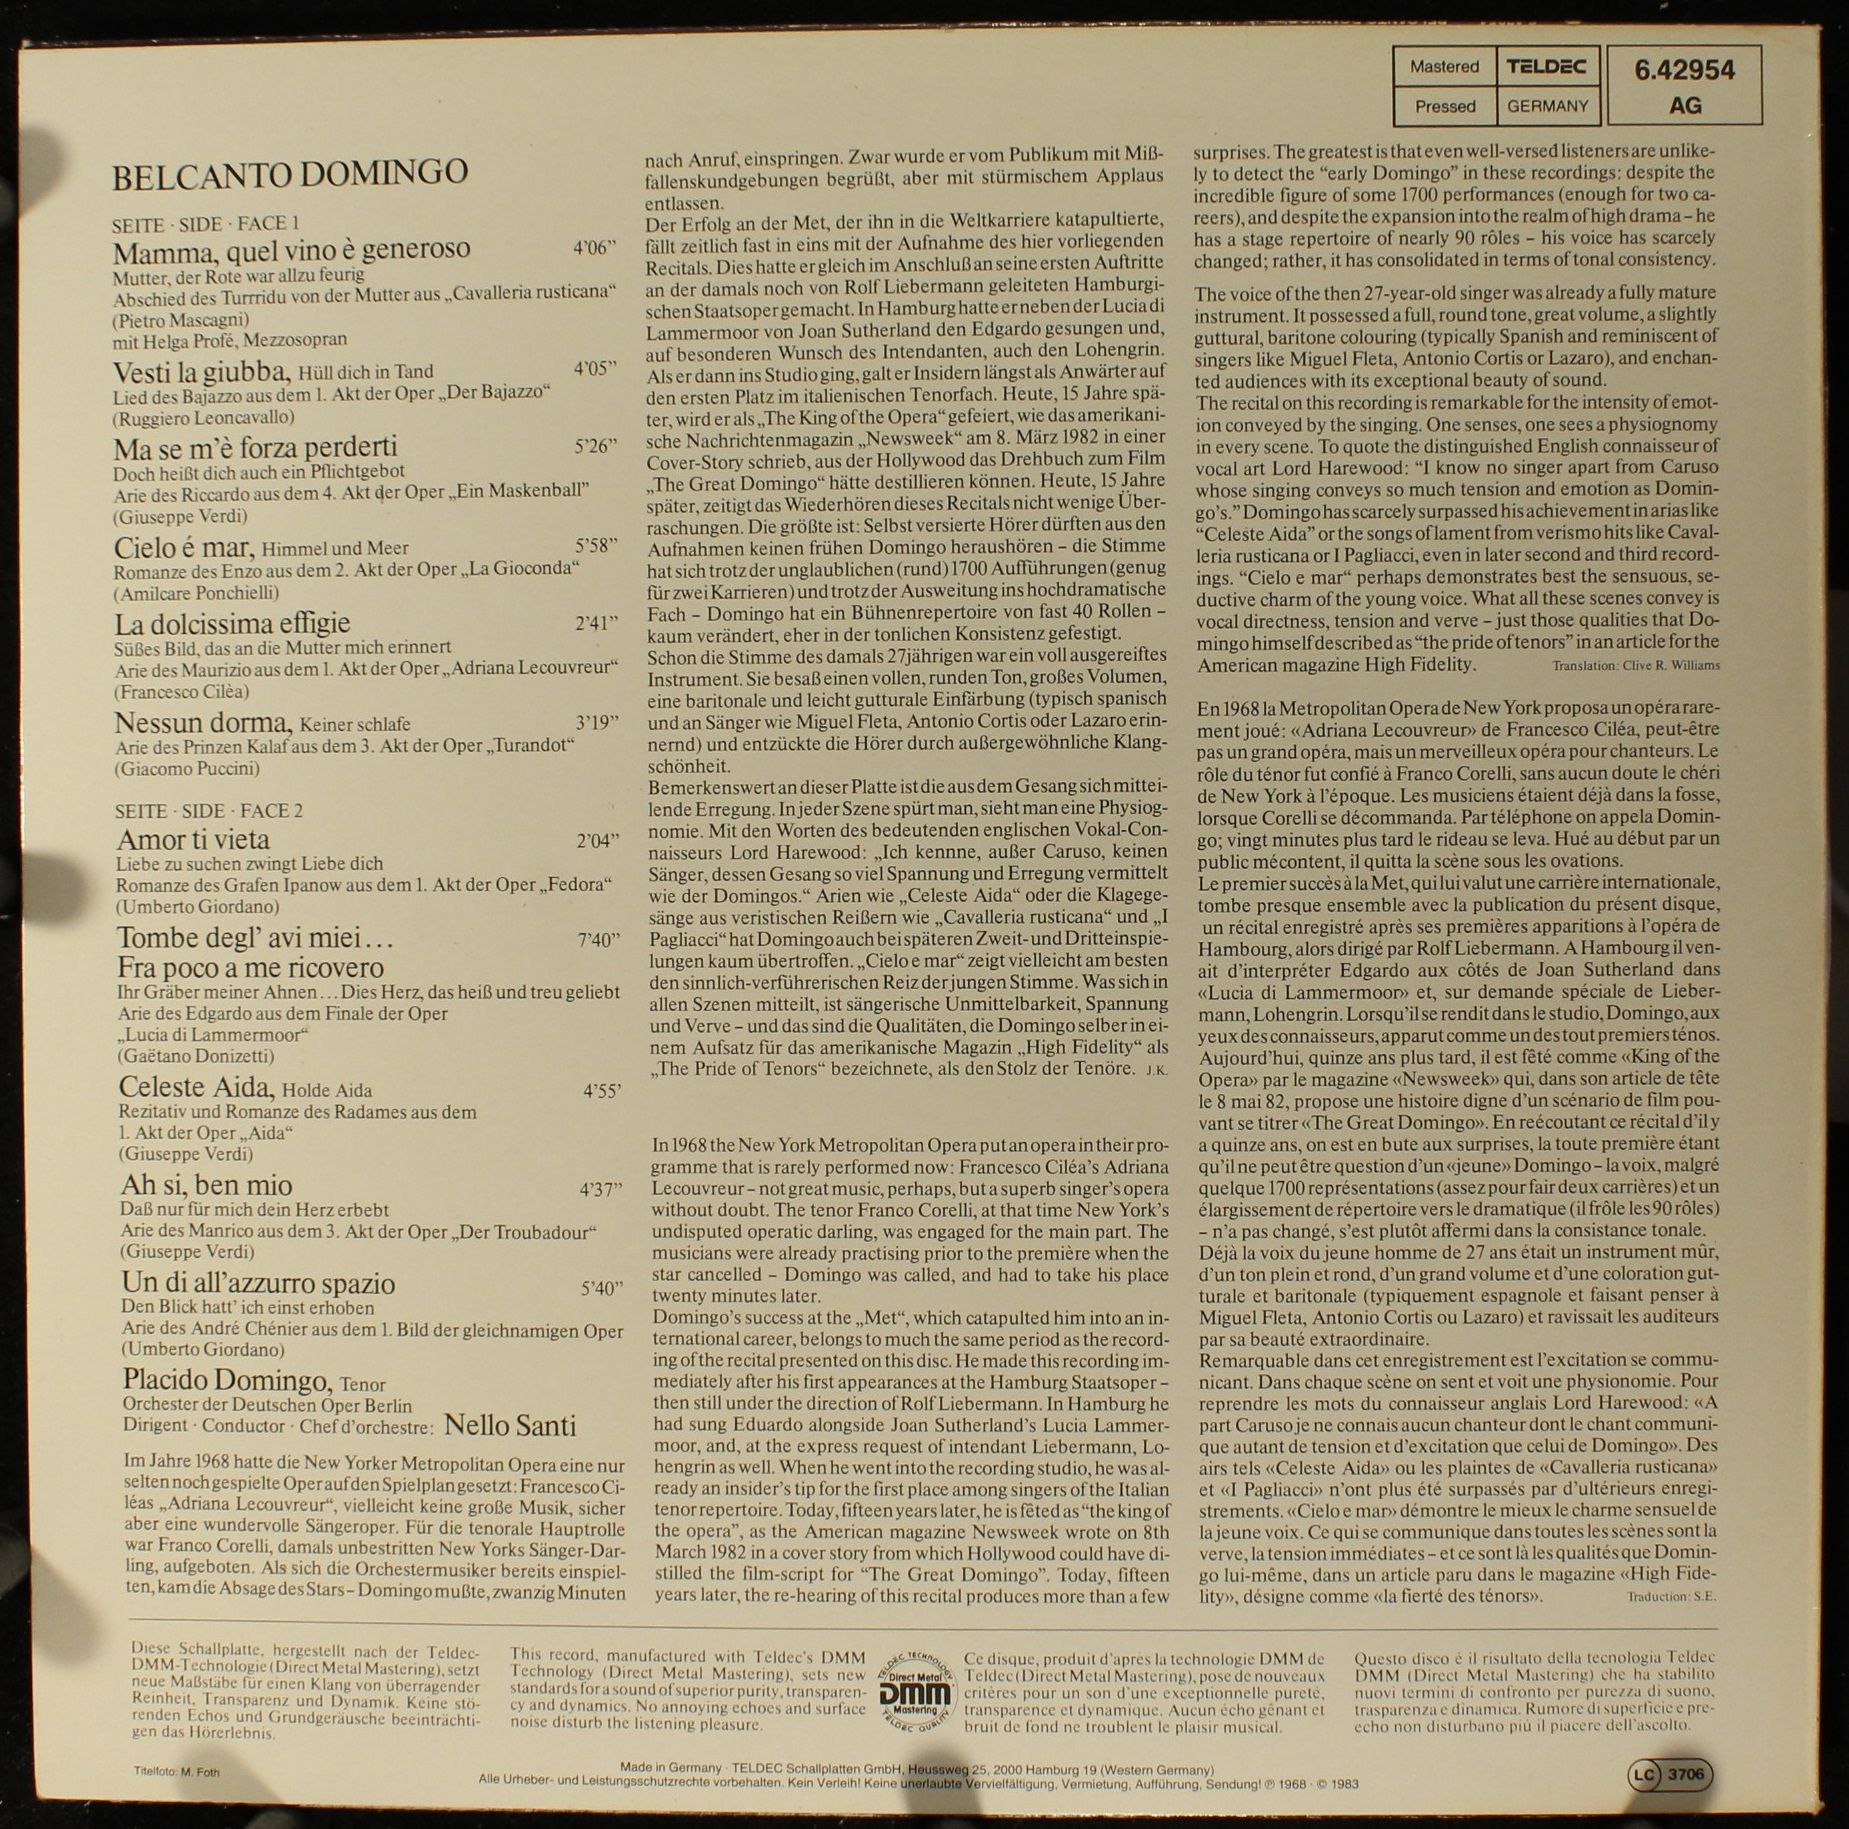 Mastered TELDEC
Pressed GERMANY
6.42954
AG
BELCANTO DOMINGO
SEITE · SIDE · FACE 1
Mamma, quel vino è generoso 4’06”
Mutter, der Rote war allzu feurig
Abschied des Turrridu von der Mutter aus „Cavalleria rusticana“
(Pietro Mascagni)
mit Helga Profé, Mezzosopran
Vesti la giubba, Hüll dich in Tand 4’05”
Lied des Bajazzo aus dem 1. Akt der Oper „Der Bajazzo“
(Ruggiero Leoncavallo)
Ma se m’è forza perderti 5’26”
Doch heißt dich auch ein Pflichtgebot
Arie des Riccardo aus dem 4. Akt der Oper „Ein Maskenball”
(Giuseppe Verdi)
Cielo é mar, Himmel und Meer 5’58”
Romanze des Enzo aus dem 2. Akt der Oper „La Gioconda“
(Amilcare Ponchielli)
La dolcissima effigie 2’41”
Süßes Bild, das an die Mutter mich erinnert
Arie des Maurizio aus dem 1. Akt der Oper „Adriana Lecouvreur“
(Francesco Cilèa)
Nessun dorma, Keiner schlafe 3’19”
Arie des Prinzen Kalaf aus dem 3. Akt der Oper „Turandot“
(Giacomo Puccini)
SEITE · SIDE · FACE 2
Amor ti vieta 2’04”
Liebe zu suchen zwingt Liebe dich
Romanze des Grafen Ipanow aus dem 1. Akt der Oper „Fedora“
(Umberto Giordano)
Tombe degl’ avi miei... 7’40”
Fra poco a me ricovero
Ihr Gräber meiner Ahnen...Dies Herz, das heiß und treu geliebt
Arie des Edgardo aus dem Finale der Oper
„Lucia di Lammermoor“
(Gaëtano Donizetti)
Celeste Aida, Holde Aida 4’55’
Rezitativ und Romanze des Radames aus dem
1. Akt der Oper „Aida“
(Giuseppe Verdi)
Ah si, ben mio 4’37”
Daß nur für mich dein Herz erbebt
Arie des Manrico aus dem 3. Akt der Oper „Der Troubadour“
(Giuseppe Verdi)
Un di all’azzurro spazio 5’40”
Den Blick hatt’ ich einst erhoben
Arie des André Chénier aus dem 1. Bild der gleichnamigen Oper
(Umberto Giordano)
Placido Domingo, Tenor
Orchester der Deutschen Oper Berlin
Dirigent · Conductor · Chef d’orchestre: Nello Santi
Im Jahre 1968 hatte die New Yorker Metropolitan Opera eine nur
selten noch gespielte Oper auf den Spielplan gesetzt: Francesco Ci-
léas „Adriana Lecouvreur“, vielleicht keine große Musik, sicher
aber eine wundervolle Sängeroper. Für die tenorale Hauptrolle
war Franco Corelli, damals unbestritten New Yorks Sänger-Dar-
ling, aufgeboten. Als sich die Orchestermusiker bereits einspiel-
ten, kam die Absage des Stars – Domingo mußte, zwanzig Minuten
nach Anruf, einspringen. Zwar wurde er vom Publikum mit Miß-
fallenskundgebungen begrüßt, aber mit stürmischem Applaus
entlassen.
Der Erfolg an der Met, der ihn in die Weltkarriere katapultierte,
fällt zeitlich fast in eins mit der Aufnahme des hier vorliegenden
Recitals. Dies hatte er gleich im Anschluß an seine ersten Auftritte
an der damals noch von Rolf Liebermann geleiteten Hamburgi-
schen Staatsoper gemacht. In Hamburg hatte er neben der Lucia di
Lammermoor von Joan Sutherland den Edgardo gesungen und,
auf besonderen Wunsch des Intendanten, auch den Lohengrin.
Als er dann ins Studio ging, galt er Insidern längst als Anwärter auf
den ersten Platz im italienischen Tenorfach. Heute, 15 Jahre spä-
ter, wird er als „The King of the Opera“ gefeiert, wie das amerikani-
sche Nachrichtenmagazin „Newsweek“ am 8. März 1982 in einer
Cover-Story schrieb, aus der Hollywood das Drehbuch zum Film
„The Great Domingo“ hätte destillieren können. Heute, 15 Jahre
später, zeitigt das Wiederhören dieses Recitals nicht wenige Über-
raschungen. Die größte ist: Selbst versierte Hörer dürften aus den
Aufnahmen keinen frühen Domingo heraushören – die Stimme
hat sich trotz der unglaublichen (rund) 1700 Aufführungen (genug
für zwei Karrieren) und trotz der Ausweitung ins hochdramatische
Fach – Domingo hat ein Bühnenrepertoire von fast 40 Rollen –
kaum verändert, eher in der tonlichen Konsistenz gefestigt.
Schon die Stimme des damals 27jährigen war ein voll ausgereiftes
Instrument. Sie besaß einen vollen, runden Ton, großes Volumen,
eine baritonale und leicht gutturale Einfärbung (typisch spanisch
und an Sänger wie Miguel Fleta, Antonio Cortis oder Lazaro erin-
nernd) und entzückte die Hörer durch außergewöhnliche Klang-
schönheit.
Bemerkenswert an dieser Platte ist die aus dem Gesang sich mittei-
lende Erregung. In jeder Szene spürt man, sieht man eine Physiog-
nomie. Mit den Worten des bedeutenden englischen Vokal-Con-
naisseurs Lord Harewood: „Ich kennne, außer Caruso, keinen
Sänger, dessen Gesang so viel Spannung und Erregung vermittelt
wie der Domingos.“ Arien wie „Celeste Aida“ oder die Klagege-
sänge aus veristischen Reißern wie „Cavalleria rusticana“ und „I
Pagliacci“ hat Domingo auch bei späteren Zweit- und Dritteinspie-
lungen kaum übertroffen. „Cielo e mar“ zeigt vielleicht am besten
den sinnlich-verführerischen Reiz der jungen Stimme. Was sich in
allen Szenen mitteilt, ist sängerische Unmittelbarkeit, Spannung
und Verve – und das sind die Qualitäten, die Domingo selber in ei-
nem Aufsatz für das amerikanische Magazin „High Fidelity“ als
„The Pride of Tenors“ bezeichnete, als den Stolz der Tenöre. J.K.
In 1968 the New York Metropolitan Opera put an opera in their pro-
gramme that is rarely performed now: Francesco Ciléa’s Adriana
Lecouvreur – not great music, perhaps, but a superb singer’s opera
without doubt. The tenor Franco Corelli, at that time New York’s
undisputed operatic darling, was engaged for the main part. The
musicians were already practising prior to the première when the
star cancelled – Domingo was called, and had to take his place
twenty minutes later.
Domingo’s success at the „Met“, which catapulted him into an in-
ternational career, belongs to much the same period as the record-
ing of the recital presented on this disc. He made this recording im-
mediately after his first appearances at the Hamburg Staatsoper –
then still under the direction of Rolf Liebermann. In Hamburg he
had sung Eduardo alongside Joan Sutherland’s Lucia Lammer-
moor, and, at the express request of intendant Liebermann, Lo-
hengrin as well. When he went into the recording studio, he was al-
ready an insider’s tip for the first place among singers of the Italian
tenor repertoire. Today, fifteen years later, he is fêted as “the king of
the opera”, as the American magazine Newsweek wrote on 8th
March 1982 in a cover story from which Hollywood could have di-
stilled the film-script for “The Great Domingo”. Today, fifteen
years later, the re-hearing of this recital produces more than a few
surprises. The greatest is that even well-versed listeners are unlike-
ly to detect the “early Domingo” in these recordings: despite the
incredible figure of some 1700 performances (enough for two ca-
reers), and despite the expansion into the realm of high drama – he
has a stage repertoire of nearly 90 rôles – his voice has scarcely
changed; rather, it has consolidated in terms of tonal consistency.
The voice of the then 27-year-old singer was already a fully mature
instrument. It possessed a full, round tone, great volume, a slightly
guttural, baritone colouring (typically Spanish and reminiscent of
singers like Miguel Fleta, Antonio Cortis or Lazaro), and enchan-
ted audiences with its exceptional beauty of sound.
The recital on this recording is remarkable for the intensity of emot-
ion conveyed by the singing. One senses, one sees a physiognomy
in every scene. To quote the distinguished English connaisseur of
vocal art Lord Harewood: “I know no singer apart from Caruso
whose singing conveys so much tension and emotion as Domin-
go’s.” Domingo has scarcely surpassed his achievement in arias like
“Celeste Aida” or the songs of lament from verismo hits like Caval-
leria rusticana or I Pagliacci, even in later second and third record-
ings. “Cielo e mar“ perhaps demonstrates best the sensuous, se-
ductive charm of the young voice. What all these scenes convey is
vocal directness, tension and verve – just those qualities that Do-
mingo himself described as “the pride of tenors” in an article for the
American magazine High Fidelity. Translation: Clive R. Williams
En 1968 la Metropolitan Opera de New York proposa un opéra rare-
ment joué: «Adriana Lecouvreur» de Francesco Ciléa, peut-être
pas un grand opéra, mais un merveilleux opéra pour chanteurs. Le
rôle du ténor fut confié à Franco Corelli, sans aucun doute le chéri
de New York à l’époque. Les musiciens étaient déjà dans la fosse,
lorsque Corelli se décommanda. Par téléphone on appela Domin-
go; vingt minutes plus tard le rideau se leva. Hué au début par un
public mécontent, il quitta la scène sous les ovations.
Le premier succès à la Met, qui lui valut une carrière internationale,
tombe presque ensemble avec la publication du présent disque,
un récital enregistré après ses premières apparitions à l’opéra de
Hambourg, alors dirigé par Rolf Liebermann. A Hambourg il ven-
ait d’interpréter Edgardo aux côtés de Joan Sutherland dans
«Lucia di Lammermoor» et, sur demande spéciale de Lieber-
mann, Lohengrin. Lorsqu’il se rendit dans le studio, Domingo, aux
yeux des connaisseurs, apparut comme un des tout premiers ténos.
Aujourd’hui, quinze ans plus tard, il est fêté comme «King of the
Opera» par le magazine «Newsweek» qui, dans son article de tête
le 8 mai 82, propose une histoire digne d’un scénario de film pou-
vant se titrer «The Great Domingo». En reécoutant ce récital d’il y
a quinze ans, on est en bute aux surprises, la toute première étant
qu’il ne peut être question d’un «jeune» Domingo – la voix, malgré
quelque 1700 représentations (assez pour fair deux carrières) et un
élargissement de répertoire vers le dramatique (il frôle les 90 rôles)
– n’a pas changé, s’est plutôt affermi dans la consistance tonale.
Déjà la voix du jeune homme de 27 ans était un instrument mûr,
d’un ton plein et rond, d’un grand volume et d’une coloration gut-
turale et baritonale (typiquement espagnole et faisant penser à
Miguel Fleta, Antonio Cortis ou Lazaro) et ravissait les auditeurs
par sa beauté extraordinaire.
Remarquable dans cet enregistrement est l’excitation se commu-
nicant. Dans chaque scène on sent et voit une physionomie. Pour
reprendre les mots du connaisseur anglais Lord Harewood: «A
part Caruso je ne connais aucun chanteur dont le chant communi-
que autant de tension et d’excitation que celui de Domingo». Des
airs tels «Celeste Aida» ou les plaintes de «Cavalleria rusticana»
et «I Pagliacci» n’ont plus été surpassés par d’ultérieurs enregi-
strements. «Cielo e mar» démontre le mieux le charme sensuel de
la jeune voix. Ce qui se communique dans toutes les scènes sont la
verve, la tension immédiates – et ce sont là les qualités que Domin-
go lui-même, dans un article paru dans le magazine «High Fide-
lity», désigne comme «la fierté des ténors». Traduction: S.E.
Diese Schallplatte, hergestellt nach der Teldec-
DMM-Technologie (Direct Metal Mastering), setzt
neue Maßstäbe für einen Klang von überragender
Reinheit, Transparenz und Dynamik. Keine stö-
renden Echos und Grundgeräusche beeinträchti-
gen das Hörerlebnis.
This record, manufactured with Teldec’s DMM
Technology (Direct Metal Mastering), sets new
standards for a sound of superior purity, transparen-
cy and dynamics. No annoying echoes and surface
noise disturb the listening pleasure.
TELDEC TECHNOLOGY
Direct Metal
DMM
Mastering
TELDEC QUALITY
Ce disque, produit d’après la technologie DMM de
Teldec (Direct Metal Mastering), pose de nouveaux
critères pour un son d’une exceptionnelle pureté,
transparence et dynamique. Aucun écho gênant et
bruit de fond ne troublent le plaisir musical.
Questo disco è il risultato della tecnologia Teldec
DMM (Direct Metal Mastering) che ha stabilito
nuovi termini di confronto per purezza di suono,
trasparenza e dinamica. Rumore di superficie e pre-
echo non disturbano più il piacere dell’ascolto.
Titelfoto: M. Foth
Made in Germany · TELDEC Schallplatten GmbH, Heussweg 25, 2000 Hamburg 19 (Western Germany)
Alle Urheber- und Leistungsschutzrechte vorbehalten. Kein Verleih! Keine unerlaubte Vervielfältigung, Vermietung, Aufführung, Sendung! ℗ 1968 · © 1983
LC 3706